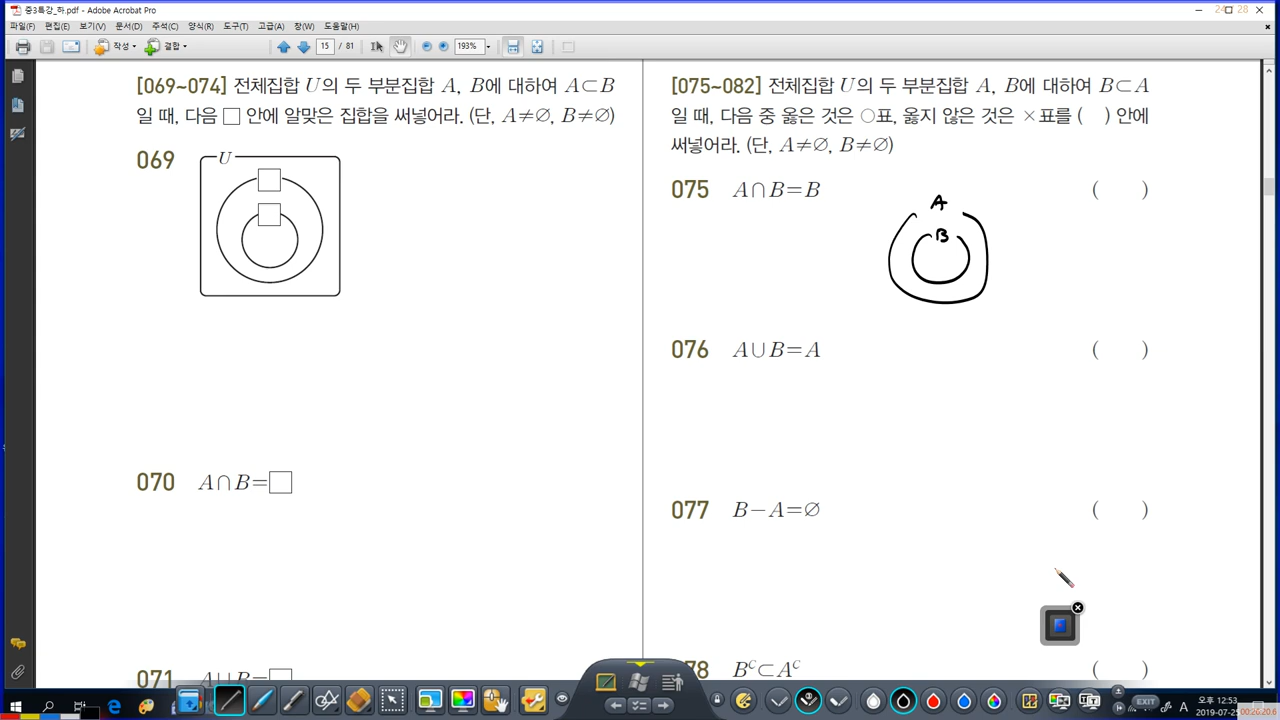 중3특강_하.pdf - Adobe Acrobat Pro
파일(F) 편집(E) 보기(V) 문서(D) 주석(C) 양식(R) 도구(T) 고급(A) 창(W) 도움말(H)
작성 결합 15 / 81 193%
[069~074] 전체집합 U의 두 부분집합 A, B에 대하여 A⊂B
일 때, 다음 □ 안에 알맞은 집합을 써넣어라. (단, A≠∅, B≠∅)
069
U
070 A∩B=□
071 A∪B=□
[075~082] 전체집합 U의 두 부분집합 A, B에 대하여 B⊂A
일 때, 다음 중 옳은 것은 ○표, 옳지 않은 것은 ×표를 ( ) 안에
써넣어라. (단, A≠∅, B≠∅)
075 A∩B=B ( )
A
B
076 A∪B=A ( )
077 B-A=∅ ( )
078 Bᶜ⊂Aᶜ ( )
EXIT
A
오후 12:53